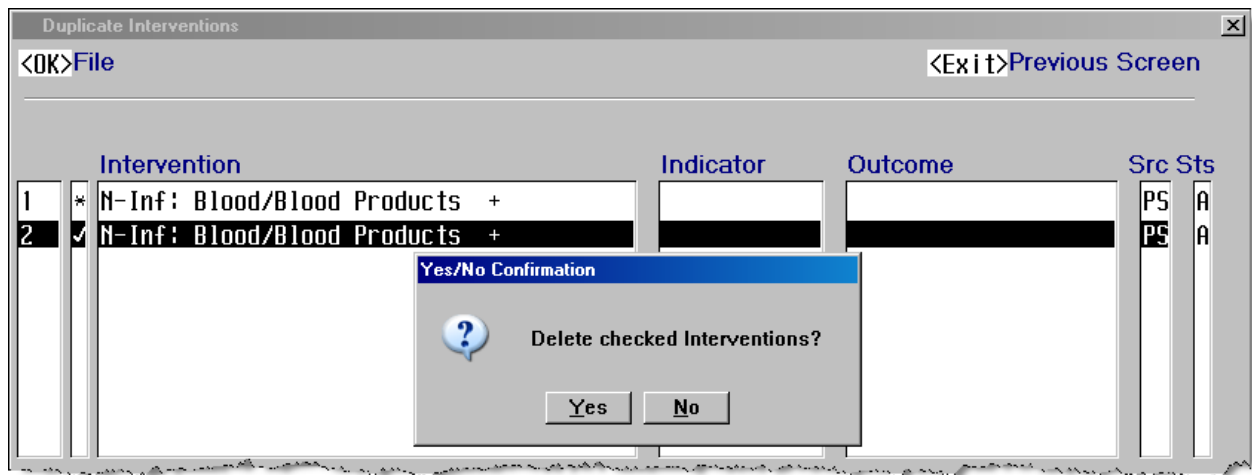 Duplicate Interventions
<OK>File <Exit>Previous Screen
Intervention Indicator Outcome Src Sts
1 * N-Inf: Blood/Blood Products + PS A
2 ✓ N-Inf: Blood/Blood Products + PS A
Yes/No Confirmation
Delete checked Interventions?
Yes No